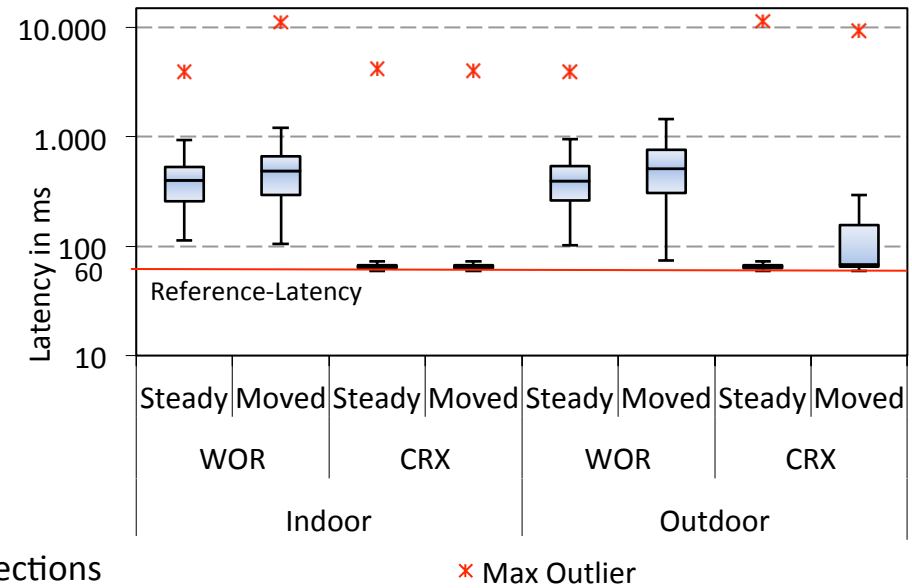 10.000
1.000
100
60
10
Latency in ms
Reference-Latency
Steady Moved Steady Moved Steady Moved Steady Moved
WOR CRX WOR CRX
Indoor Outdoor
ections
Max Outlier